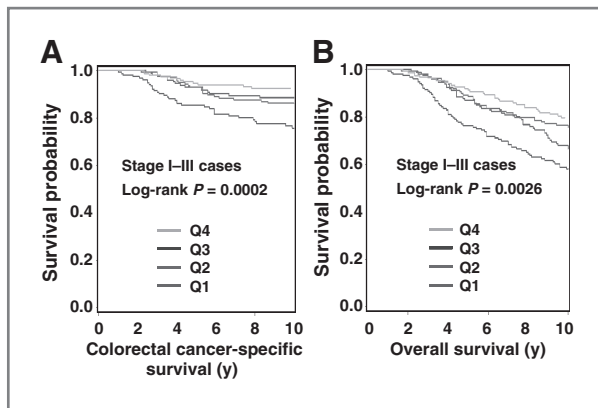 A
Survival probability
1.0
0.8
0.6
0.4
0.2
0.0
Stage I–III cases
Log-rank P = 0.0002
Q4
Q3
Q2
Q1
0 2 4 6 8 10
Colorectal cancer-specific
survival (y)
B
Survival probability
1.0
0.8
0.6
0.4
0.2
0.0
Stage I–III cases
Log-rank P = 0.0026
Q4
Q3
Q2
Q1
0 2 4 6 8 10
Overall survival (y)